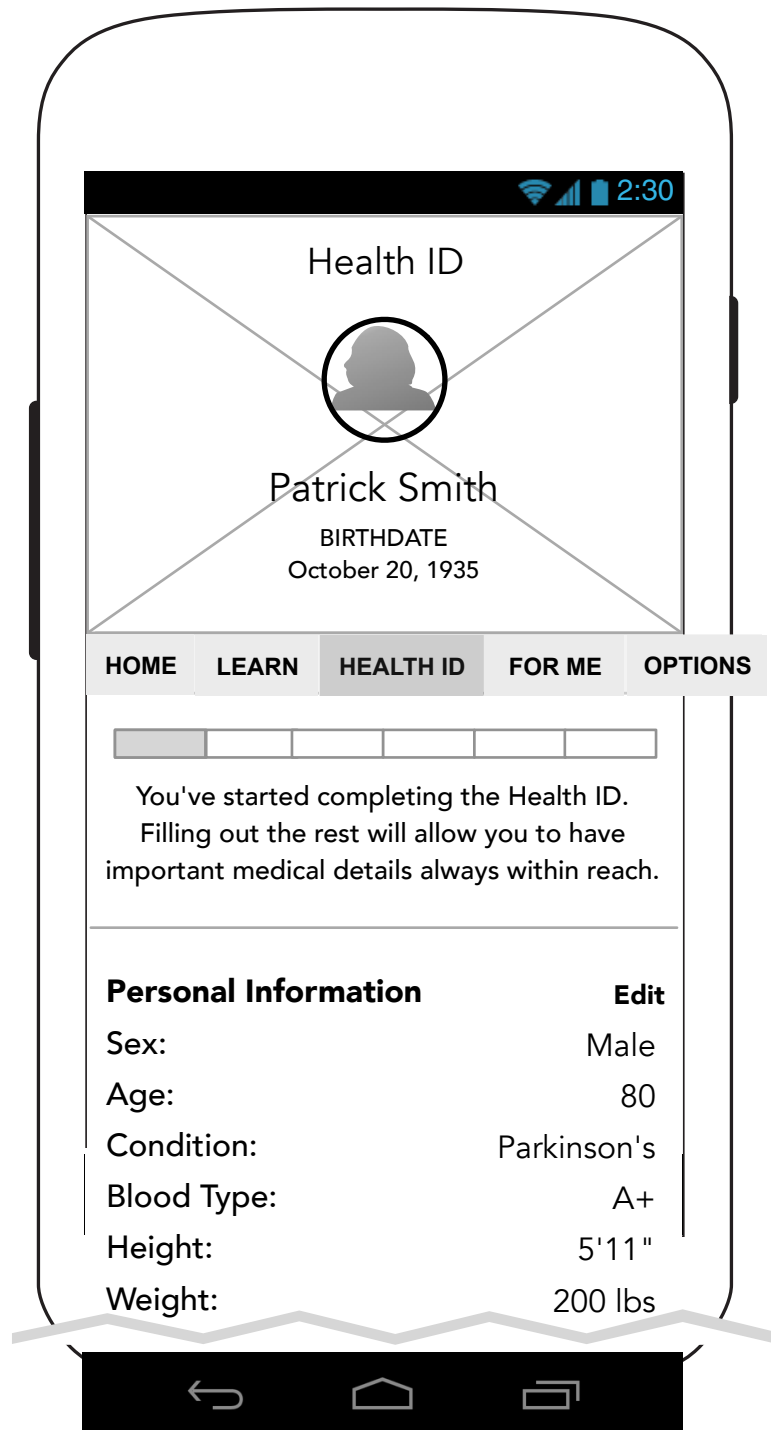 2:30
Health ID
Patrick Smith
BIRTHDATE
October 20, 1935
HOME LEARN HEALTH ID FOR ME OPTIONS
You've started completing the Health ID.
Filling out the rest will allow you to have
important medical details always within reach.
Personal Information Edit
Sex: Male
Age: 80
Condition: Parkinson's
Blood Type: A+
Height: 5'11"
Weight: 200 lbs